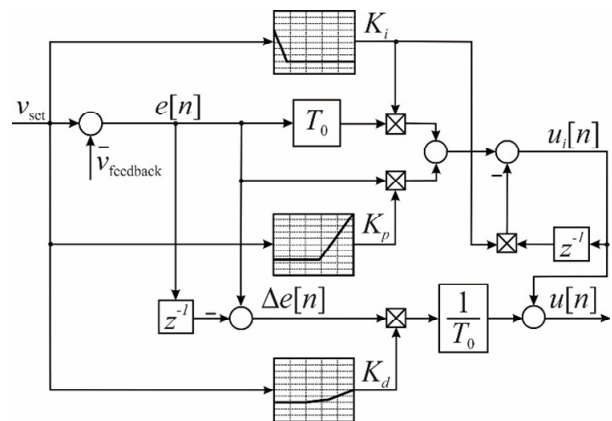 K_i
v_set
e[n]
T_0
u_i[n]
v̄_feedback
-
K_p
z^-1
Δe[n]
1
T_0
u[n]
z^-1
-
K_d